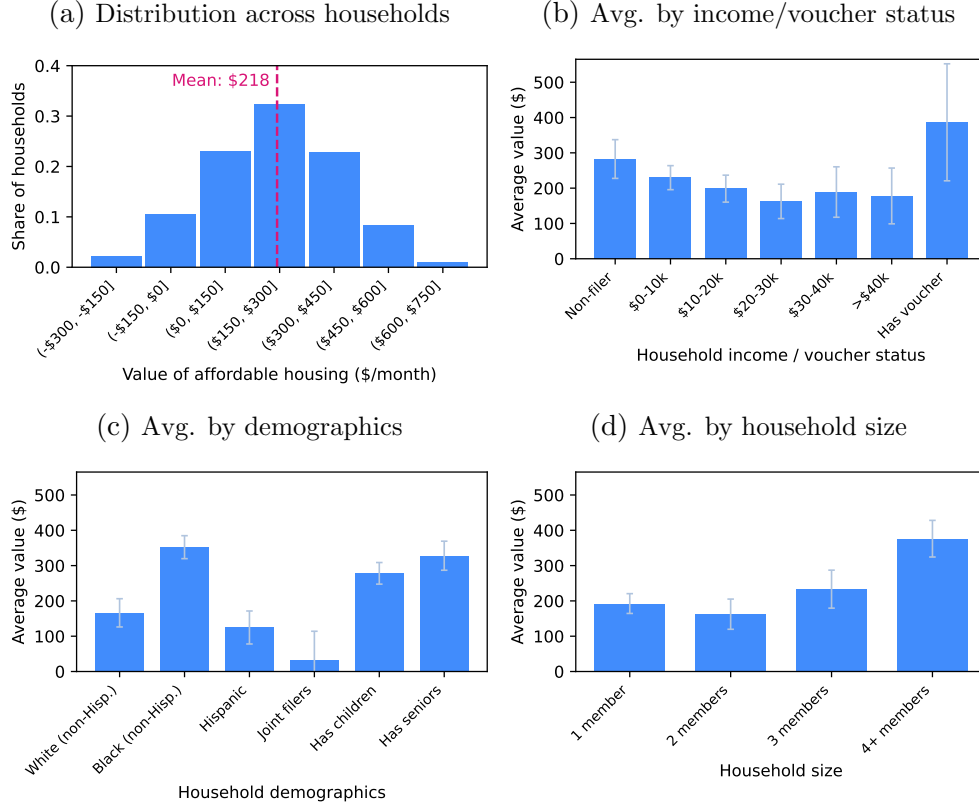 (a) Distribution across households
Mean: $218
0.4
0.3
0.2
0.1
0.0
Share of households
(-$300, -$150]
(-$150, $0]
($0, $150]
($150, $300]
($300, $450]
($450, $600]
($600, $750]
Value of affordable housing ($/month)
(b) Avg. by income/voucher status
500
400
300
200
100
0
Average value ($)
Non-filer
$0-10k
$10-20k
$20-30k
$30-40k
>$40k
Has voucher
Household income / voucher status
(c) Avg. by demographics
500
400
300
200
100
0
Average value ($)
White (non-Hisp.)
Black (non-Hisp.)
Hispanic
Joint filers
Has children
Has seniors
Household demographics
(d) Avg. by household size
500
400
300
200
100
0
Average value ($)
1 member
2 members
3 members
4+ members
Household size